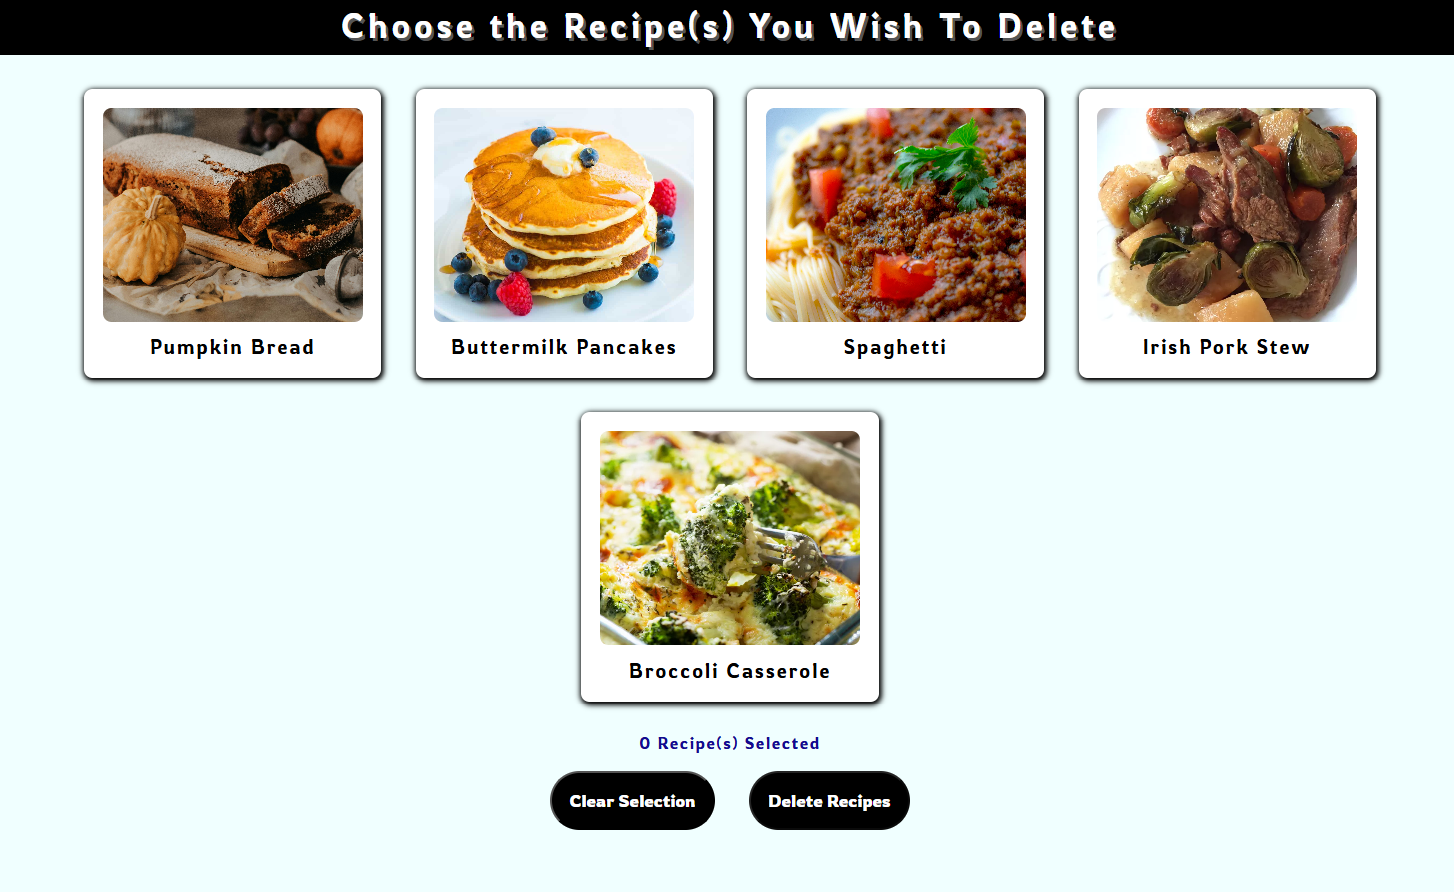 Choose the Recipe(s) You Wish To Delete
Pumpkin Bread
Buttermilk Pancakes
Spaghetti
Irish Pork Stew
Broccoli Casserole
0 Recipe(s) Selected
Clear Selection
Delete Recipes